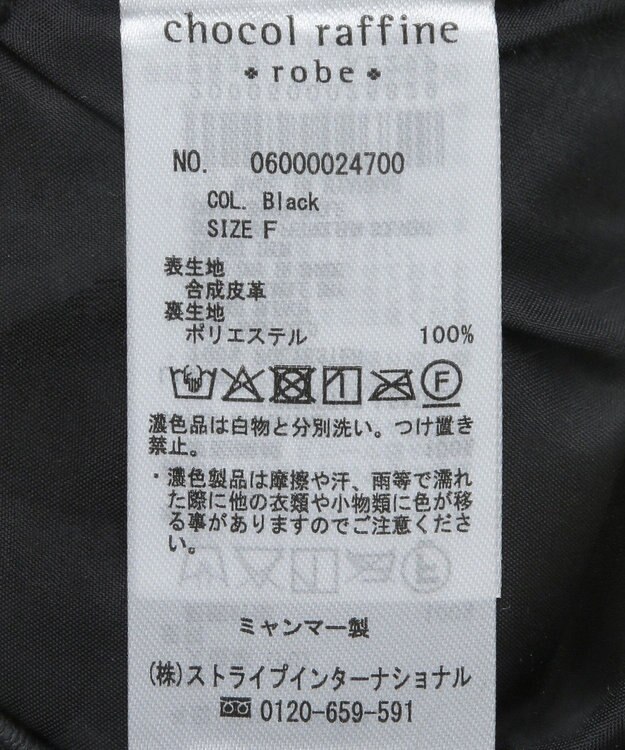 chocol raffine
robe
NO. 06000024700
COL. Black
SIZE F
表生地
合成皮革
裏生地
ポリエステル 100%
F
濃色品は白物と分別洗い。つけ置き
禁止。
・濃色製品は摩擦や汗、雨等で濡れ
た際に他の衣類や小物類に色が移
る事がありますのでご注意くださ
い。
ミャンマー製
(株)ストライプインターナショナル
0120-659-591